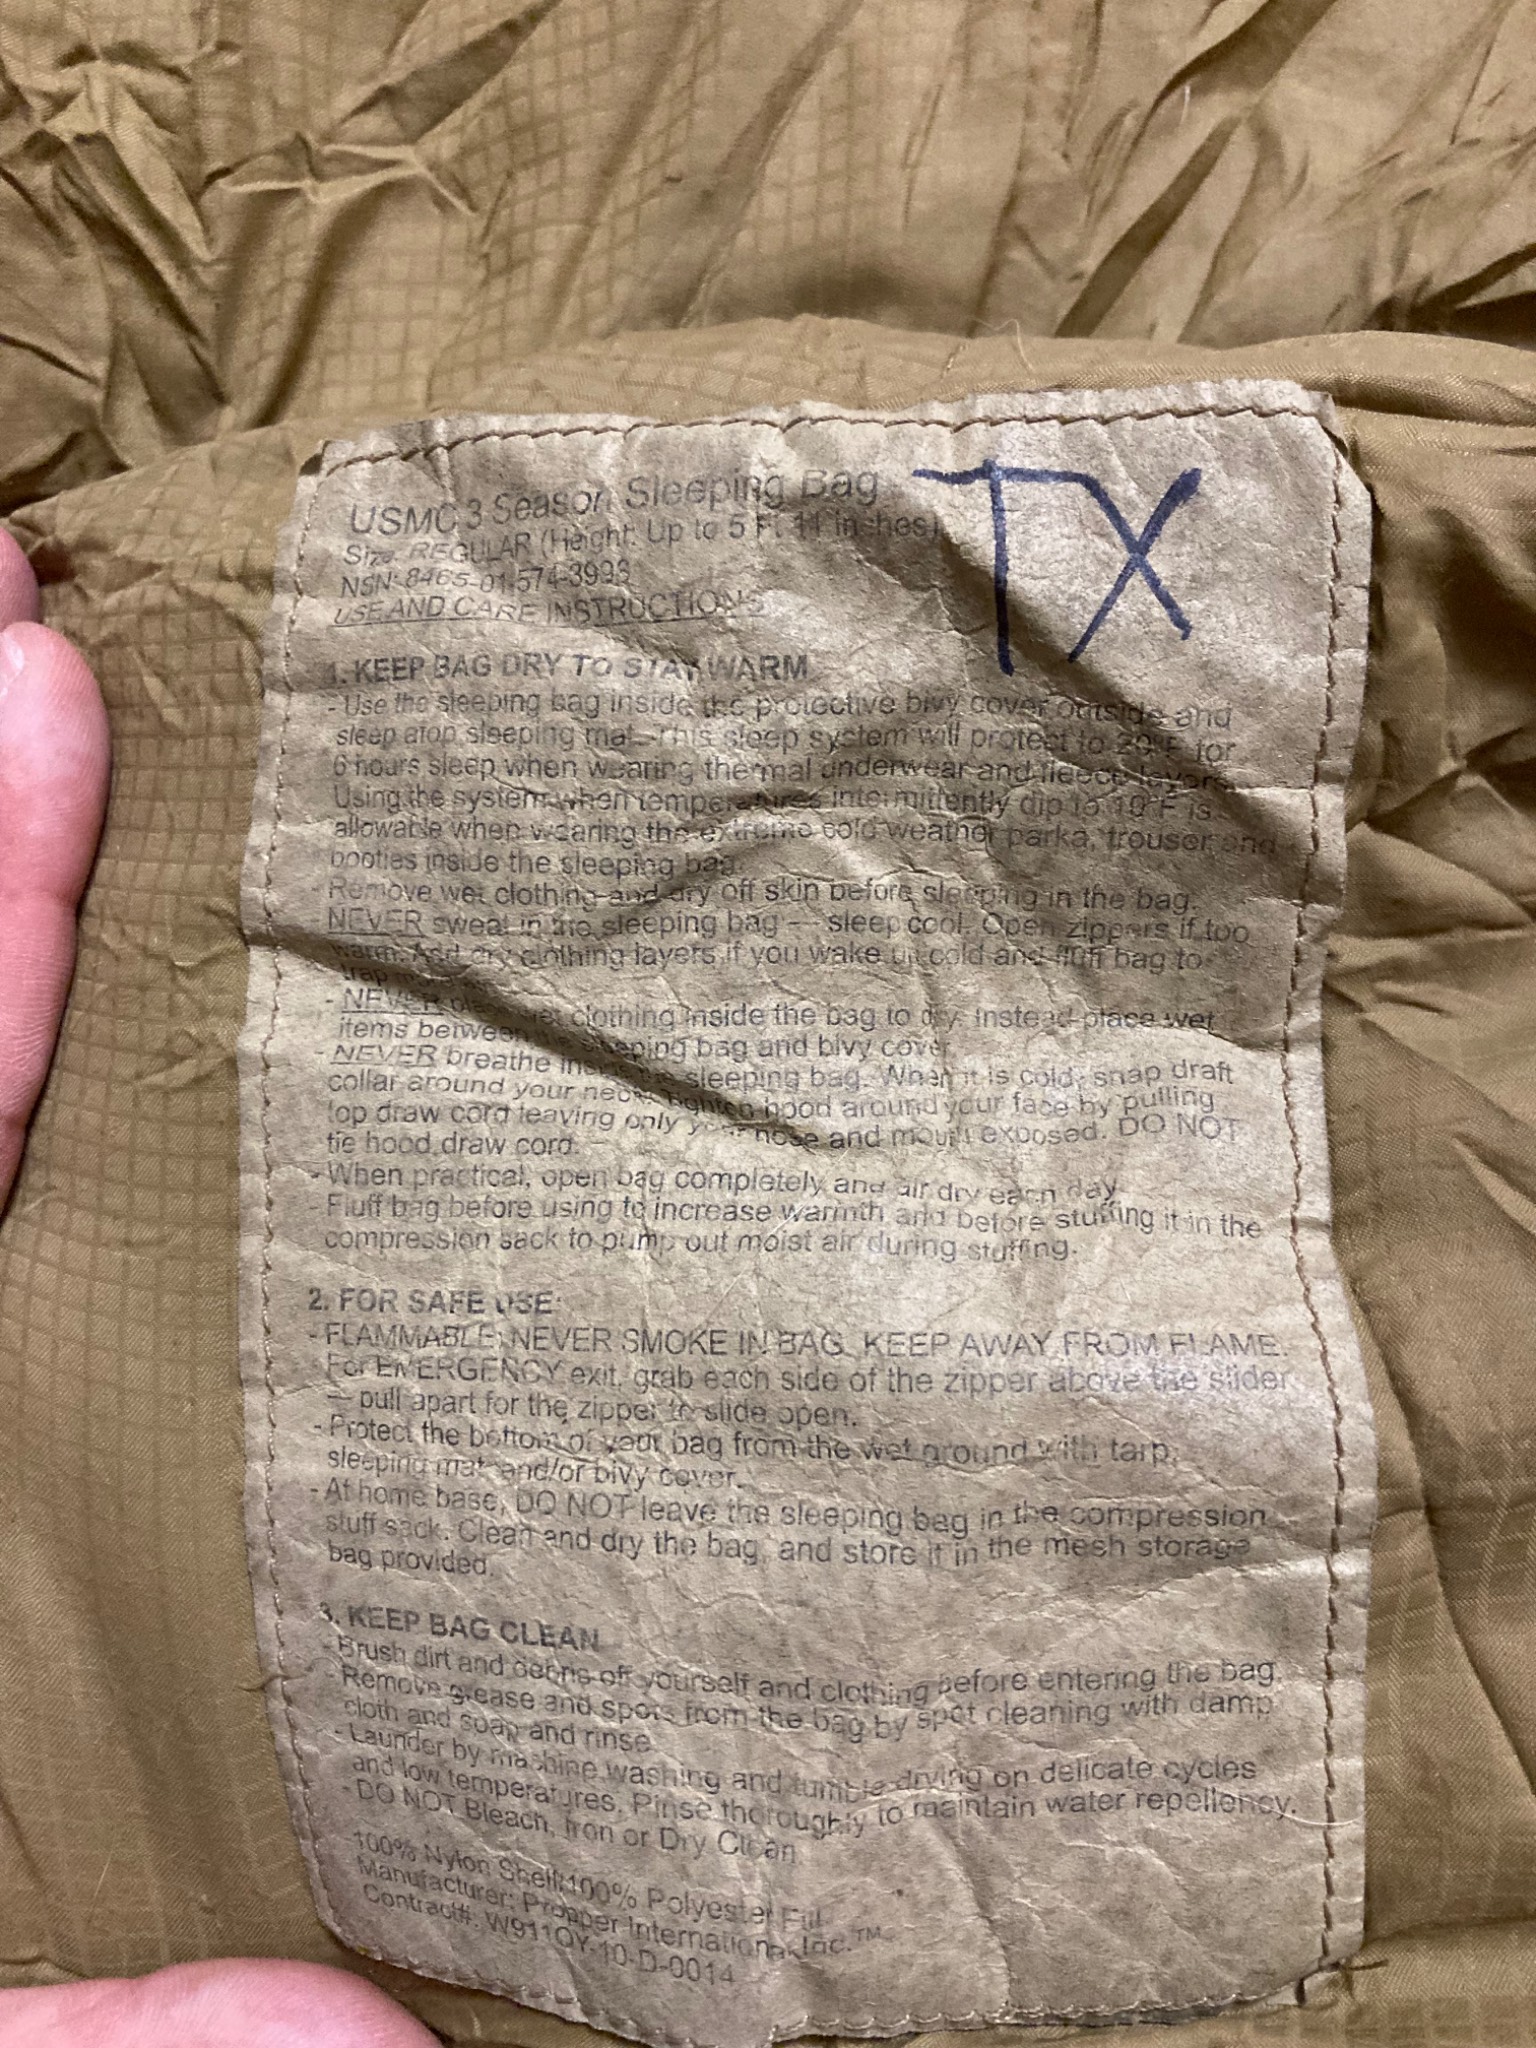 USMC 3 Season Sleeping Bag
TX
Size: REGULAR (Height: Up to 5 Ft 11 inches)
NSN: 8465-01-574-3993
USE AND CARE INSTRUCTIONS
1. KEEP BAG DRY TO STAY WARM
- Use the sleeping bag inside the protective bivy cover outside and
sleep atop sleeping mat. This sleep system will protect to 20°F for
6 hours sleep when wearing thermal underwear and fleece layers.
Using the system when temperatures intermittently dip to 10°F is
allowable when wearing the extreme cold weather parka, trouser and
booties inside the sleeping bag.
- Remove wet clothing and dry off skin before sleeping in the bag.
- NEVER sweat in the sleeping bag — sleep cool. Open zippers if too
warm. Add dry clothing layers if you wake up cold and fluff bag to
trap
- NEVER place wet clothing inside the bag to dry. Instead place wet
items between the sleeping bag and bivy cover.
- NEVER breathe inside the sleeping bag. When it is cold, snap draft
collar around your neck, tighten hood around your face by pulling
top draw cord leaving only your nose and mouth exposed. DO NOT
tie hood draw cord.
- When practical, open bag completely and air dry each day.
- Fluff bag before using to increase warmth and before stuffing it in the
compression sack to pump out moist air during stuffing.
2. FOR SAFE USE:
- FLAMMABLE, NEVER SMOKE IN BAG. KEEP AWAY FROM FLAME.
For EMERGENCY exit, grab each side of the zipper above the slider
— pull apart for the zipper to slide open.
- Protect the bottom of your bag from the wet ground with tarp,
sleeping mat and/or bivy cover.
- At home base, DO NOT leave the sleeping bag in the compression
stuff sack. Clean and dry the bag, and store it in the mesh storage
bag provided.
3. KEEP BAG CLEAN
- Brush dirt and debris off yourself and clothing before entering the bag.
- Remove grease and spots from the bag by spot cleaning with damp
cloth and soap and rinse.
- Launder by machine washing and tumble drying on delicate cycles
and low temperatures. Rinse thoroughly to maintain water repellency.
- DO NOT Bleach, Iron or Dry Clean
100% Nylon Shell/100% Polyester Fill
Manufacturer: Propper International, Inc.™
Contract#: W911QY-10-D-0014